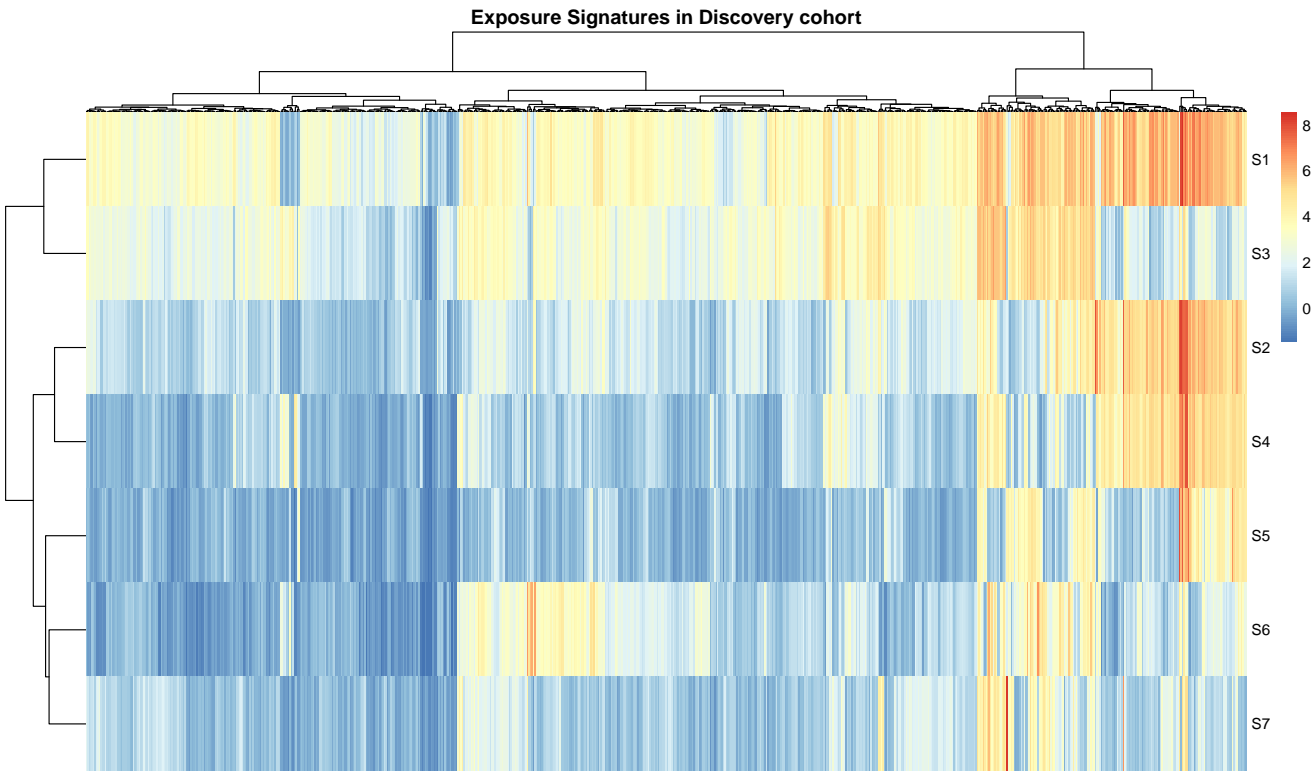 Exposure Signatures in Discovery cohort
8
6
4
2
0
S1
S3
S2
S4
S5
S6
S7